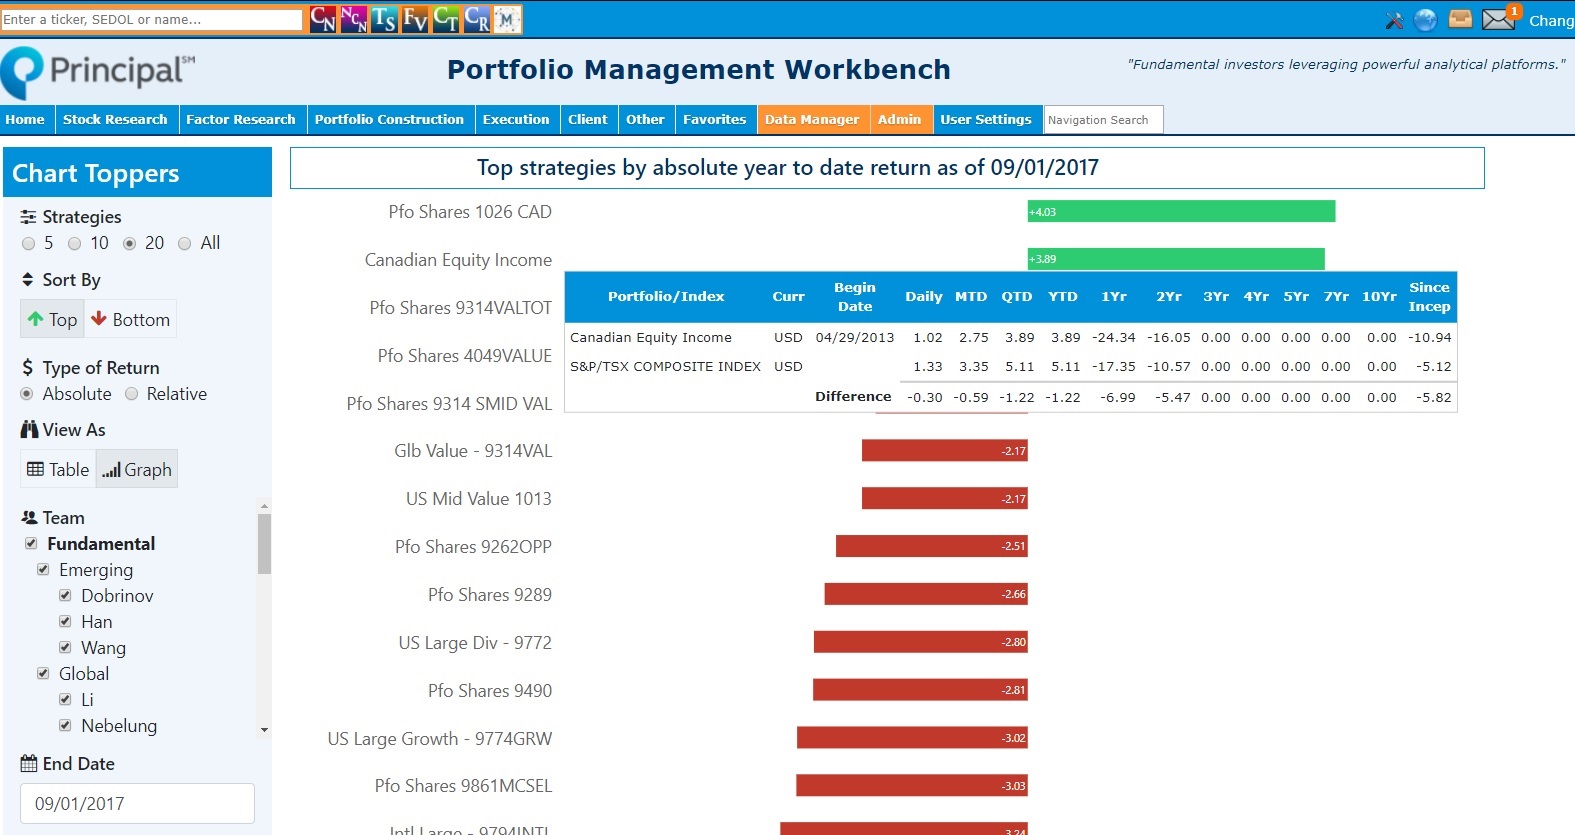 Enter a ticker, SEDOL or name...
CN NCN TS FV CT CR M
1
Chang
Principal℠
Portfolio Management Workbench
"Fundamental investors leveraging powerful analytical platforms."
Home Stock Research Factor Research Portfolio Construction Execution Client Other Favorites Data Manager Admin User Settings Navigation Search
Chart Toppers
Strategies
5 10 20 All
Sort By
Top Bottom
Type of Return
Absolute Relative
View As
Table Graph
Team
Fundamental
Emerging
Dobrinov
Han
Wang
Global
Li
Nebelung
End Date
09/01/2017
Top strategies by absolute year to date return as of 09/01/2017
Pfo Shares 1026 CAD +4.03
Canadian Equity Income +3.89
Pfo Shares 9314VALTOT
Pfo Shares 4049VALUE
Pfo Shares 9314 SMID VAL
Portfolio/Index Curr Begin Date Daily MTD QTD YTD 1Yr 2Yr 3Yr 4Yr 5Yr 7Yr 10Yr Since Incep
Canadian Equity Income USD 04/29/2013 1.02 2.75 3.89 3.89 -24.34 -16.05 0.00 0.00 0.00 0.00 0.00 -10.94
S&P/TSX COMPOSITE INDEX USD 1.33 3.35 5.11 5.11 -17.35 -10.57 0.00 0.00 0.00 0.00 0.00 -5.12
Difference -0.30 -0.59 -1.22 -1.22 -6.99 -5.47 0.00 0.00 0.00 0.00 0.00 -5.82
Glb Value - 9314VAL -2.17
US Mid Value 1013 -2.17
Pfo Shares 9262OPP -2.51
Pfo Shares 9289 -2.66
US Large Div - 9772 -2.80
Pfo Shares 9490 -2.81
US Large Growth - 9774GRW -3.02
Pfo Shares 9861MCSEL -3.03
Intl Large - 9794INTL -3.24